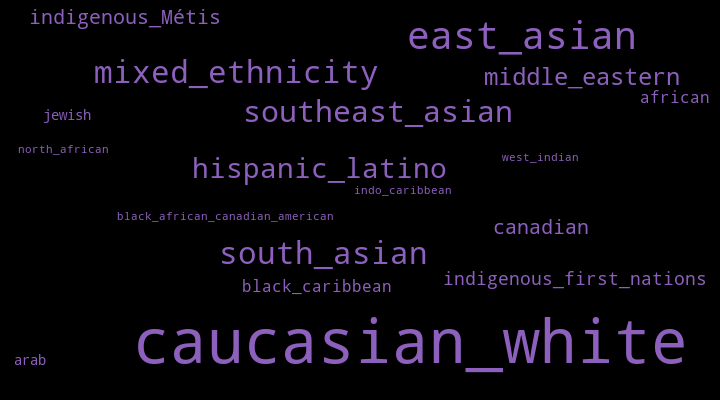 indigenous_Métis
east_asian
mixed_ethnicity
middle_eastern
african
southeast_asian
jewish
north_african
west_indian
hispanic_latino
indo_caribbean
black_african_canadian_american
canadian
south_asian
indigenous_first_nations
black_caribbean
caucasian_white
arab